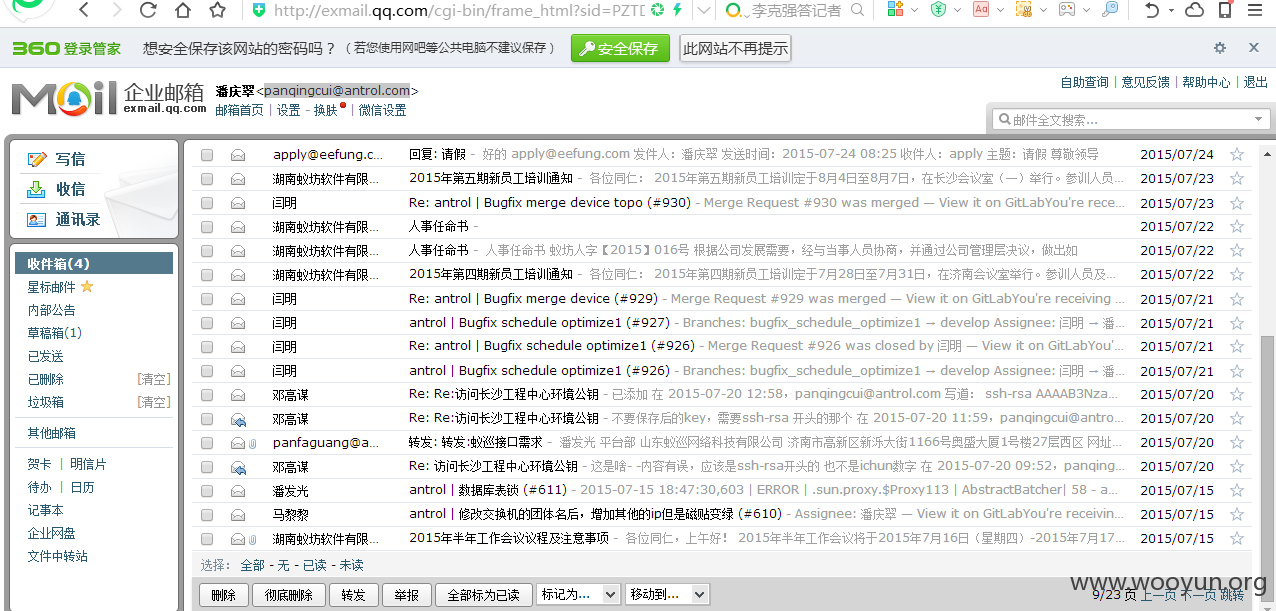 http://exmail.qq.com/cgi-bin/frame_html?sid=PZTD 李克强答记者
360登录管家 想安全保存该网站的密码吗？（若您使用网吧等公共电脑不建议保存） 安全保存 此网站不再提示
自助查询 | 意见反馈 | 帮助中心 | 退出
Mail 企业邮箱 exmail.qq.com 潘庆翠<panqingcui@antrol.com>
邮箱首页 | 设置 - 换肤 | 微信设置
邮件全文搜索...
写信
收信
通讯录
收件箱(4)
星标邮件
内部公告
草稿箱(1)
已发送
已删除 [清空]
垃圾箱 [清空]
其他邮箱
贺卡 | 明信片
待办 | 日历
记事本
企业网盘
文件中转站
apply@eefung.c... 回复: 请假 - 好的 apply@eefung.com 发件人：潘庆翠 发送时间：2015-07-24 08:25 收件人：apply 主题：请假 尊敬领导 2015/07/24
湖南蚁坊软件有限... 2015年第五期新员工培训通知 - 各位同仁： 2015年第五期新员工培训定于8月4日至8月7日，在长沙会议室（一）举行。参训人员... 2015/07/23
闫明 Re: antrol | Bugfix merge device topo (#930) - Merge Request #930 was merged — View it on GitLabYou're rece... 2015/07/23
湖南蚁坊软件有限... 人事任命书 - 2015/07/22
湖南蚁坊软件有限... 人事任命书 - 人事任命书 蚁坊人字【2015】016号 根据公司发展需要，经与当事人员协商，并通过公司管理层决议，做出如 2015/07/22
湖南蚁坊软件有限... 2015年第四期新员工培训通知 - 各位同仁： 2015年第四期新员工培训定于7月28日至7月31日，在济南会议室举行。参训人员及... 2015/07/22
闫明 Re: antrol | Bugfix merge device (#929) - Merge Request #929 was merged — View it on GitLabYou're receiving ... 2015/07/21
闫明 antrol | Bugfix schedule optimize1 (#927) - Branches: bugfix_schedule_optimize1 → develop Assignee: 闫明 → 潘... 2015/07/21
闫明 Re: antrol | Bugfix schedule optimize1 (#926) - Merge Request #926 was closed by 闫明 — View it on GitLabYou'... 2015/07/21
闫明 antrol | Bugfix schedule optimize1 (#926) - Branches: bugfix_schedule_optimize1 → develop Assignee: 闫明 → 潘... 2015/07/21
邓高谋 Re: Re:访问长沙工程中心环境公钥 - 已添加 在 2015-07-20 12:58，panqingcui@antrol.com 写道： ssh-rsa AAAAB3Nza... 2015/07/20
邓高谋 Re: Re:访问长沙工程中心环境公钥 - 不要保存后的key，需要ssh-rsa 开头的那个 在 2015-07-20 11:59，panqingcui@antro... 2015/07/20
panfaguang@a... 转发: 转发:蚁巡接口需求 - 潘发光 平台部 山东蚁巡网络科技有限公司 济南市高新区新泺大街1166号奥盛大厦1号楼27层西区 网址... 2015/07/20
邓高谋 Re: 访问长沙工程中心环境公钥 - 这是啥- -内容有误，应该是ssh-rsa开头的 也不是ichun数字 在 2015-07-20 09:52，panqing... 2015/07/20
潘发光 antrol | 数据库表锁 (#611) - 2015-07-15 18:47:30,603 | ERROR | .sun.proxy.$Proxy113 | AbstractBatcher| 58 - a... 2015/07/15
马黎黎 antrol | 修改交换机的团体名后，增加其他的ip但是磁贴变绿 (#610) - Assignee: 潘庆翠 — View it on GitLabYou're receivin... 2015/07/15
湖南蚁坊软件有限... 2015年半年工作会议议程及注意事项 - 各位同仁，上午好！ 2015年半年工作会议将于2015年7月16日（星期四）-2015年7月17... 2015/07/15
选择： 全部 - 无 - 已读 - 未读
删除 彻底删除 转发 举报 全部标为已读 标记为... 移动到... 9/23 页 上一页 下一页 跳转
www.wooyun.org